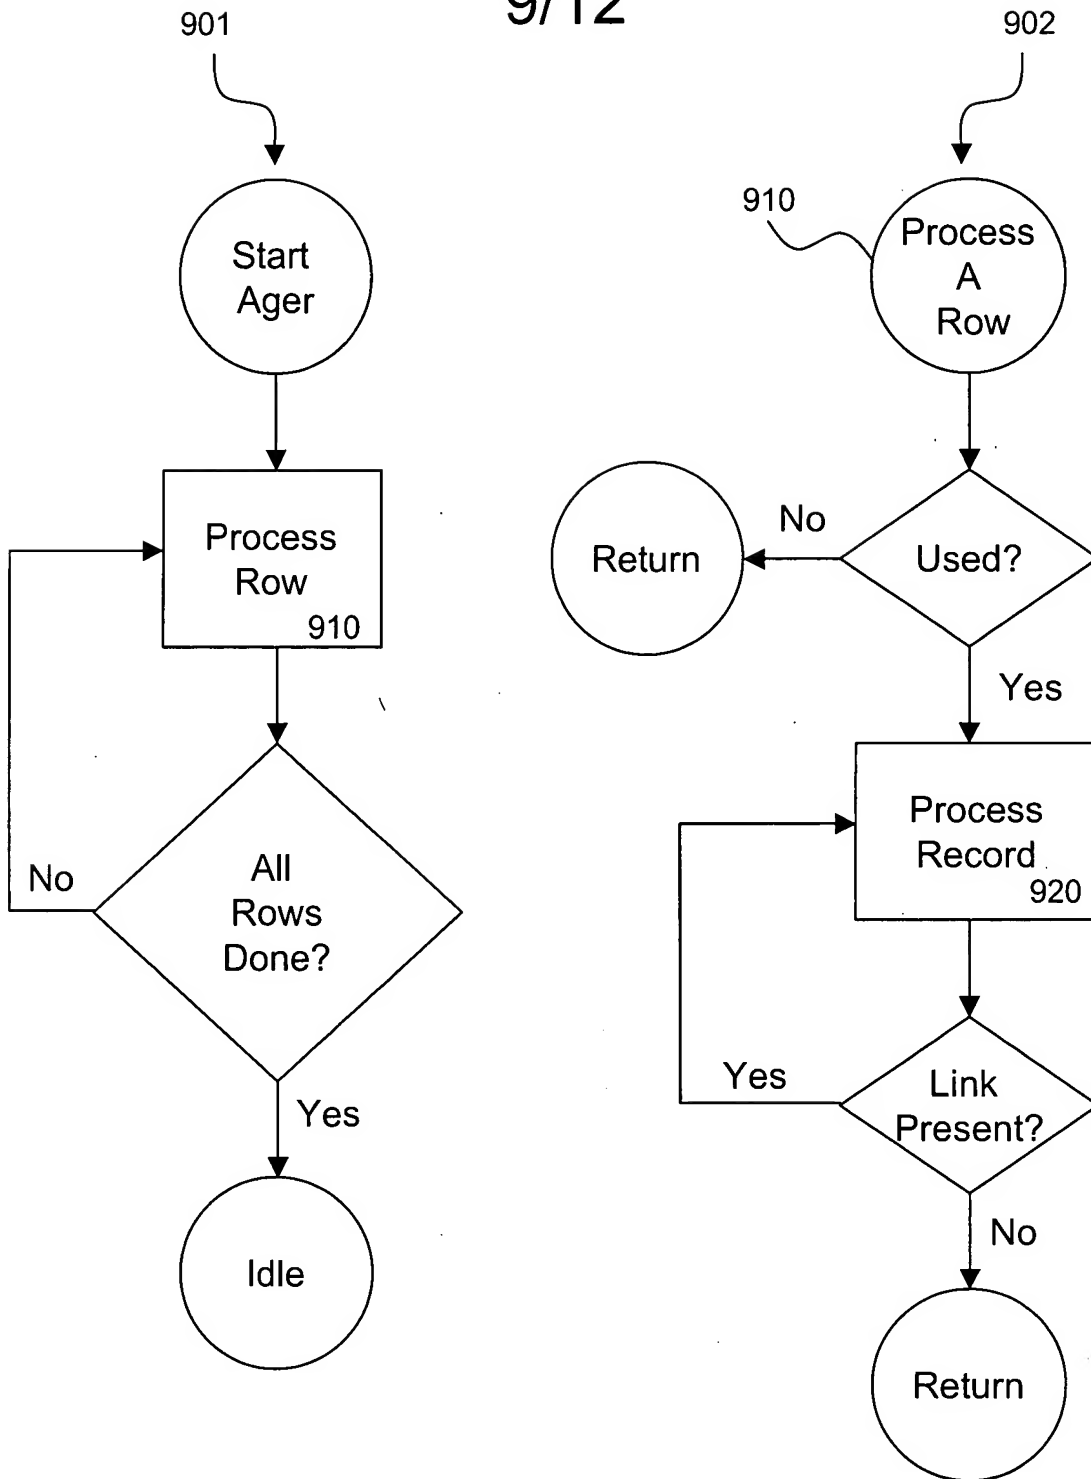 9/12
901
Start
Ager
Process
Row
910
All
Rows
Done?
No
Yes
Idle
902
910
Process
A
Row
Used?
No
Return
Yes
Process
Record
920
Link
Present?
Yes
No
Return